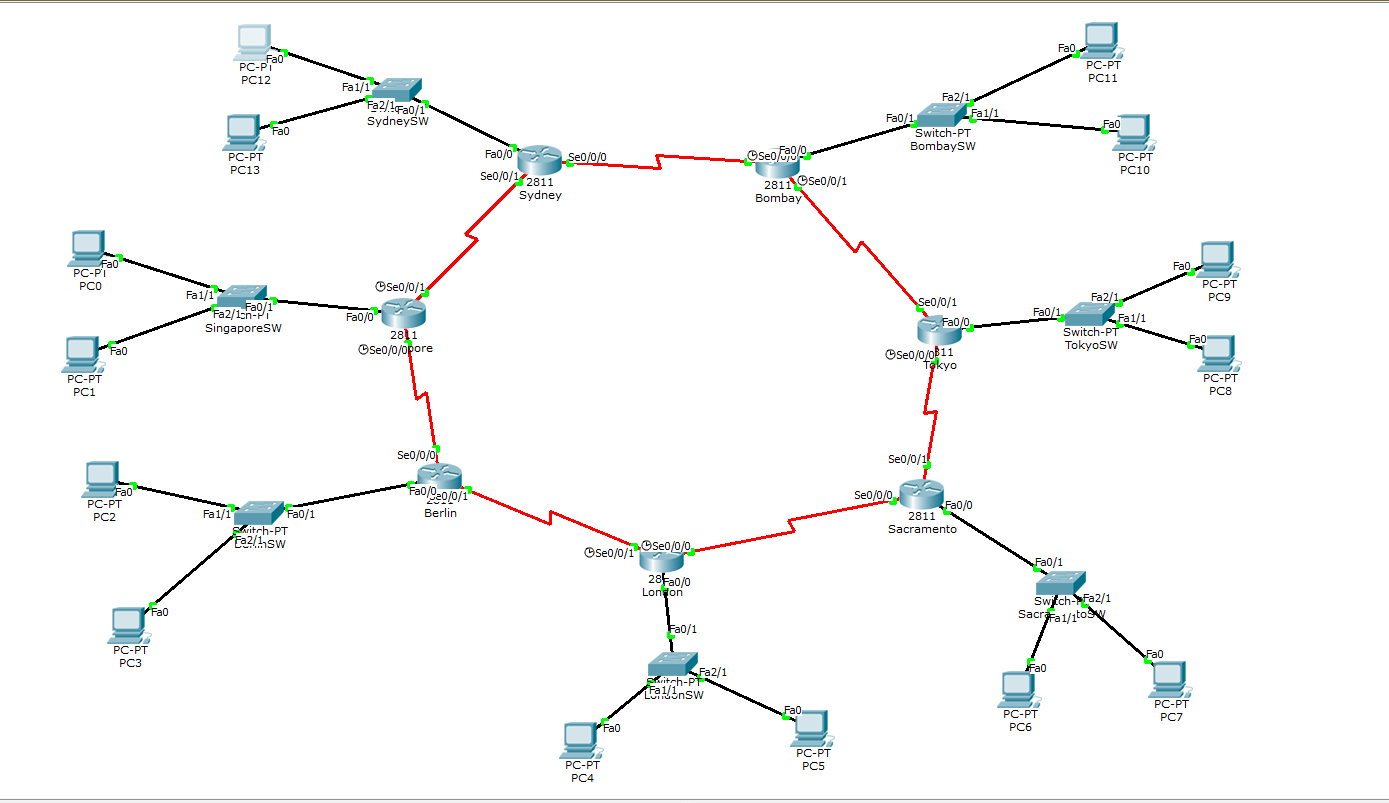 Fa0
PC12
Fa1/1
Fa2/1
Fa0/1
SydneySW
Fa0
PC-PT
PC13
Fa0/0
Se0/0/0
Se0/0/1
2811
Sydney
Se0/0/0
Fa0/0
Se0/0/1
2811
Bombay
Fa0
PC-PT
PC11
Fa2/1
Fa0/1
Fa1/1
Switch-PT
BombaySW
Fa0
PC-PT
PC10
Fa0
PC0
Fa1/1
Fa2/1
Fa0/1
SingaporeSW
Fa0
PC-PT
PC1
Se0/0/1
Fa0/0
2811
Se0/0/0
Fa0
PC-PT
PC9
Se0/0/1
Fa0/0
Se0/0/0
Tokyo
Fa2/1
Fa0/1
Fa1/1
Switch-PT
TokyoSW
Fa0
PC-PT
PC8
Se0/0/0
Fa0/0
Se0/0/1
Berlin
Fa0
PC-PT
PC2
Fa1/1
Fa0/1
Switch-PT
Fa2/1
Fa0
PC-PT
PC3
Se0/0/1
Se0/0/0
Fa0/0
London
Fa0/1
Fa2/1
Switch-PT
Fa1/1
LondonSW
Fa0
PC-PT
PC4
Fa0
PC-PT
PC5
Se0/0/1
Se0/0/0
Fa0/0
2811
Sacramento
Fa0/1
Fa2/1
Fa1/1
Fa0
PC-PT
PC6
Fa0
PC-PT
PC7